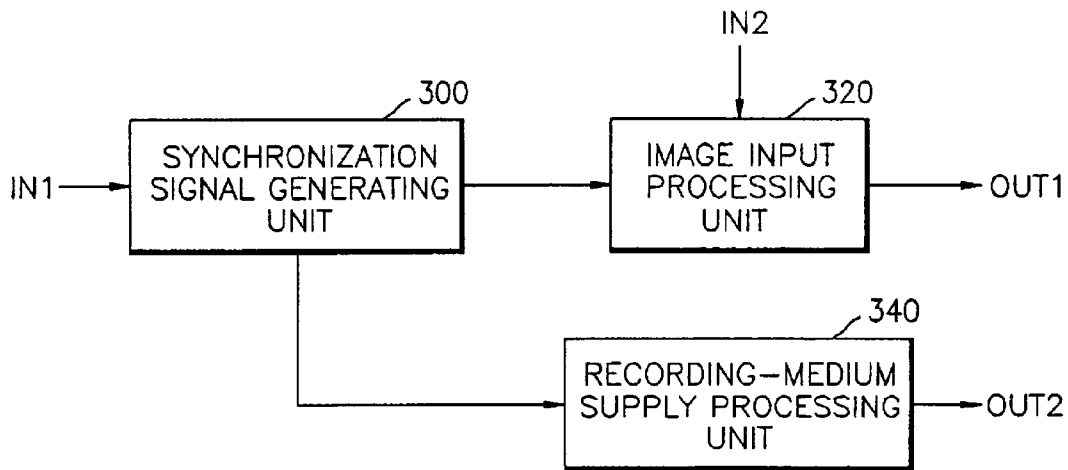 IN2
300
320
SYNCHRONIZATION
SIGNAL GENERATING
UNIT
IMAGE INPUT
PROCESSING
UNIT
IN1
OUT1
340
RECORDING-MEDIUM
SUPPLY PROCESSING
UNIT
OUT2